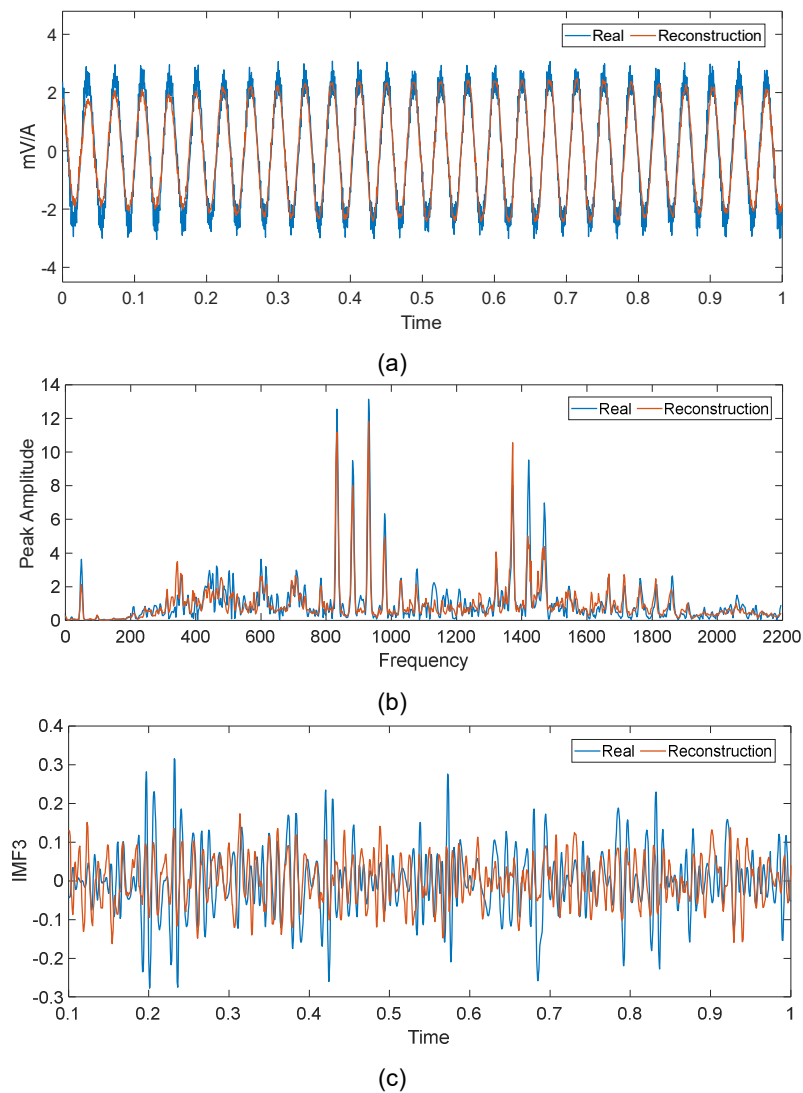 4
2
0
-2
-4
mV/A
Real Reconstruction
0 0.1 0.2 0.3 0.4 0.5 0.6 0.7 0.8 0.9 1
Time
(a)
14
12
10
8
6
4
2
0
Peak Amplitude
Real Reconstruction
0 200 400 600 800 1000 1200 1400 1600 1800 2000 2200
Frequency
(b)
0.4
0.3
0.2
0.1
0
-0.1
-0.2
-0.3
IMF3
Real Reconstruction
0.1 0.2 0.3 0.4 0.5 0.6 0.7 0.8 0.9 1
Time
(c)